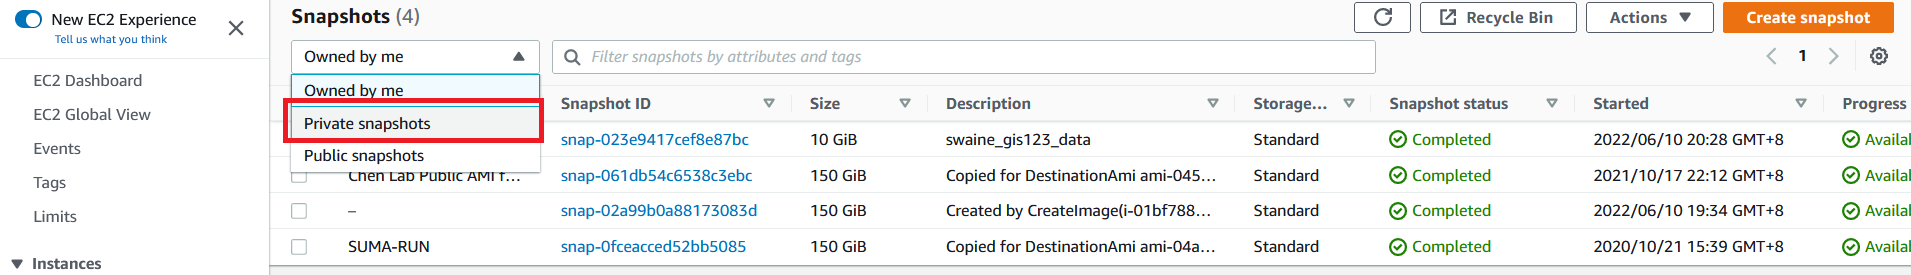 New EC2 Experience
Tell us what you think
EC2 Dashboard
EC2 Global View
Events
Tags
Limits
Instances
Snapshots (4)
Recycle Bin
Actions
Create snapshot
Owned by me
Filter snapshots by attributes and tags
1
Owned by me
Private snapshots
Public snapshots
Snapshot ID Size Description Storage... Snapshot status Started Progress
snap-023e9417cef8e87bc 10 GiB swaine_gis123_data Standard Completed 2022/06/10 20:28 GMT+8 Availa
Chen Lab Public AMI f... snap-061db54c6538c3ebc 150 GiB Copied for DestinationAmi ami-045... Standard Completed 2021/10/17 22:12 GMT+8 Availa
– snap-02a99b0a88173083d 150 GiB Created by CreateImage(i-01bf788... Standard Completed 2022/06/10 19:34 GMT+8 Availa
SUMA-RUN snap-0fceacced52bb5085 150 GiB Copied for DestinationAmi ami-04a... Standard Completed 2020/10/21 15:39 GMT+8 Availa